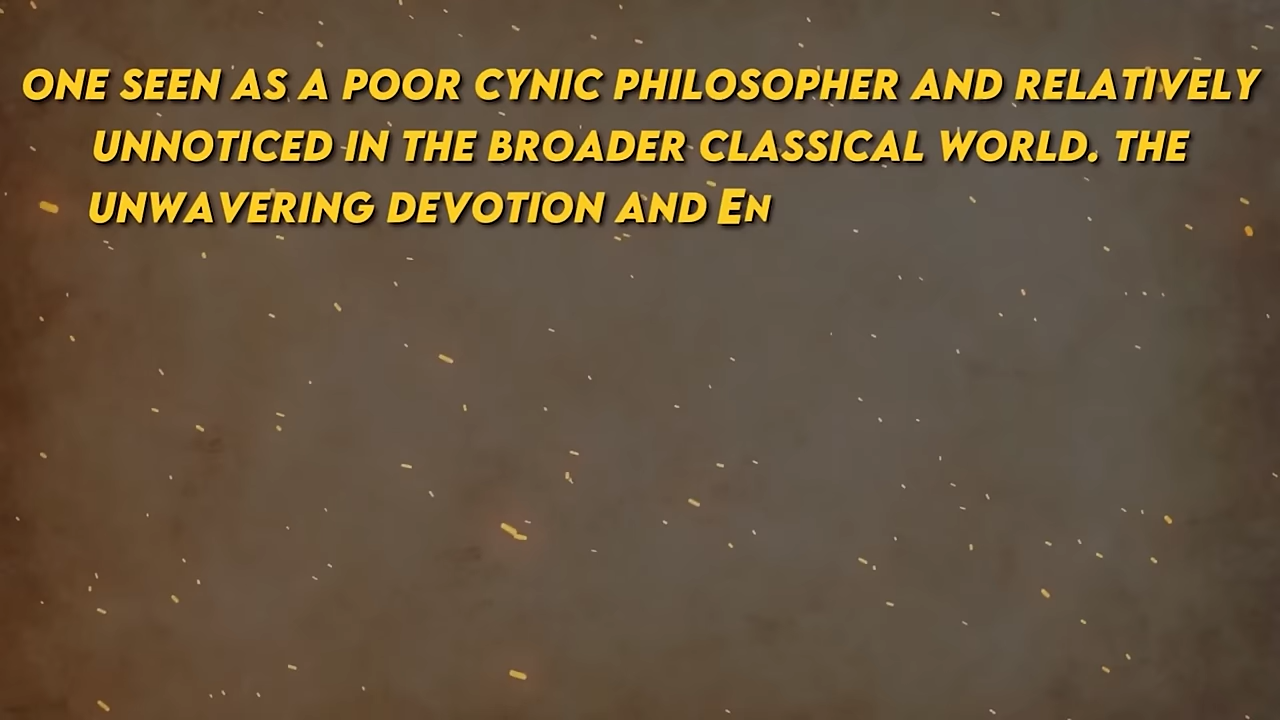 ONE SEEN AS A POOR CYNIC PHILOSOPHER AND RELATIVELY
UNNOTICED IN THE BROADER CLASSICAL WORLD. THE
UNWAVERING DEVOTION AND EN